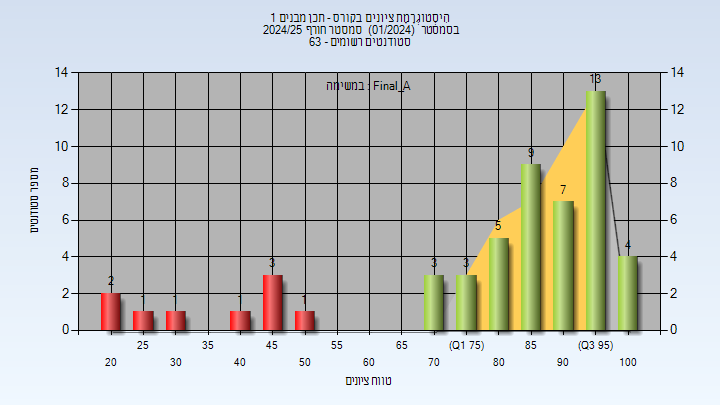 היסטוגרמת ציונים בקורס - תכן מבנים 1
בסמסטר (01/2024) סמסטר חורף 2024/25
סטודנטים רשומים - 63
במשימה : Final_A
מספר סטודנטים
14 14
12 12
10 10
8 8
6 6
4 4
2 2
0 0
2 1 1 1 3 1 3 3 5 9 7 13 4
25 35 45 55 65 (Q1 75) 85 (Q3 95)
20 30 40 50 60 70 80 90 100
טווח ציונים